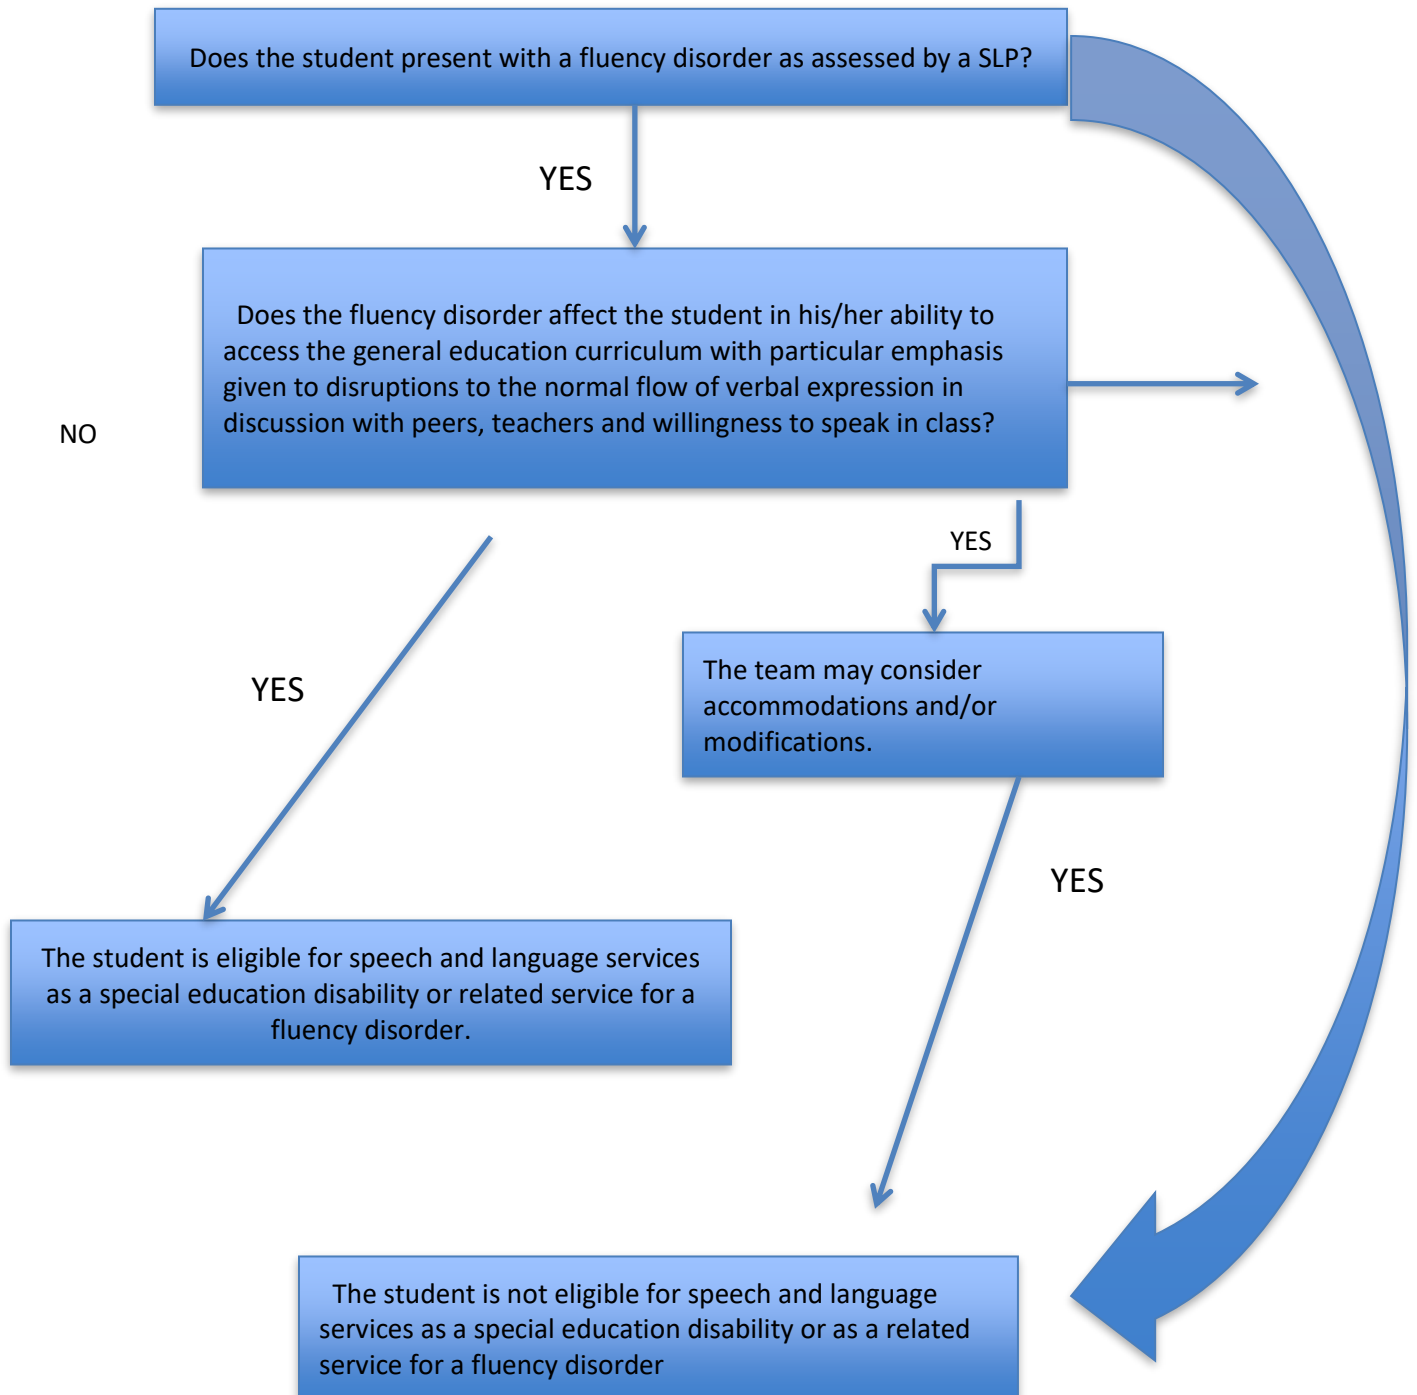 Does the student present with a fluency disorder as assessed by a SLP?
YES
Does the fluency disorder affect the student in his/her ability to
access the general education curriculum with particular emphasis
given to disruptions to the normal flow of verbal expression in
discussion with peers, teachers and willingness to speak in class?
NO
YES
YES
The team may consider
accommodations and/or
modifications.
YES
The student is eligible for speech and language services
as a special education disability or related service for a
fluency disorder.
The student is not eligible for speech and language
services as a special education disability or as a related
service for a fluency disorder